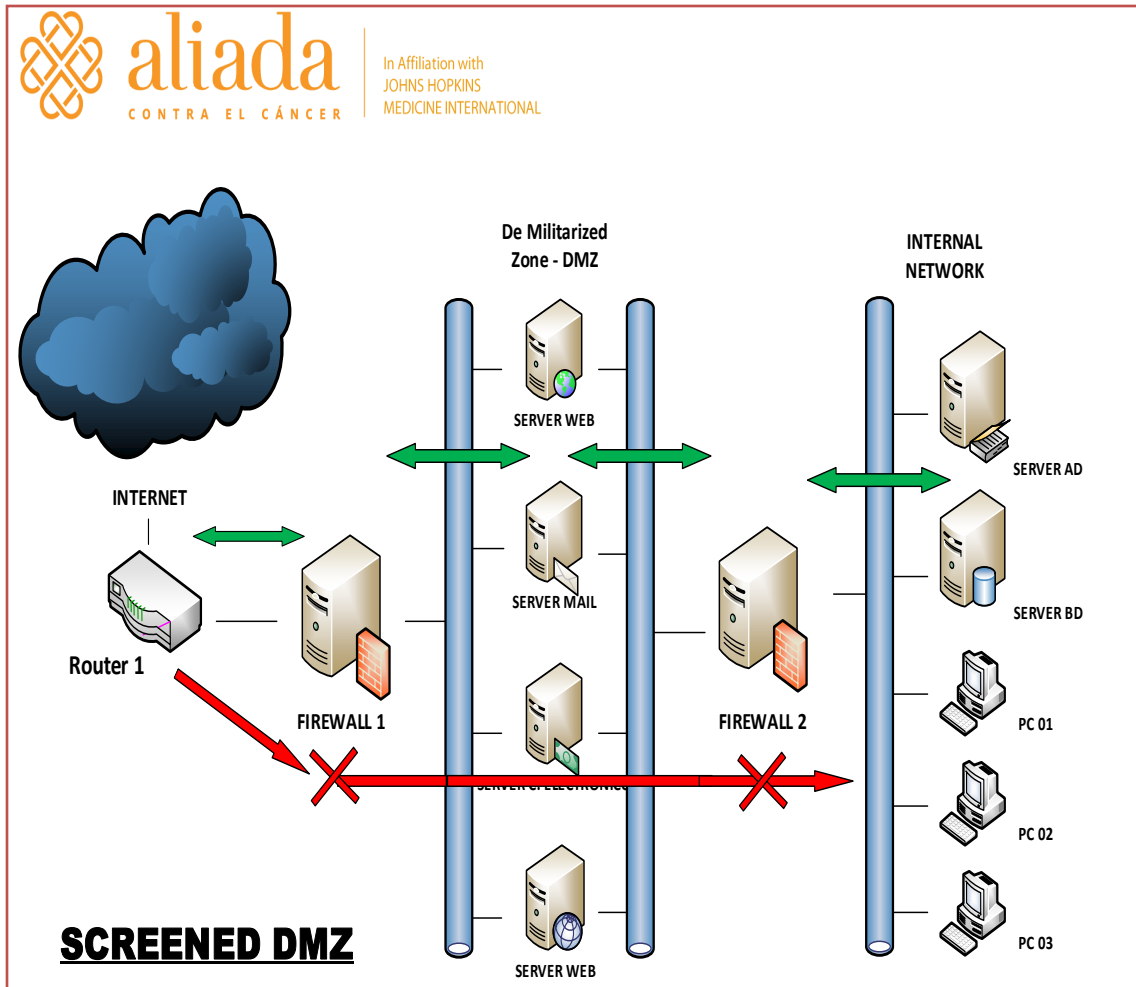 aliada
CONTRA EL CÁNCER
In Affiliation with
JOHNS HOPKINS
MEDICINE INTERNATIONAL
De Militarized
Zone - DMZ
INTERNAL
NETWORK
SERVER WEB
SERVER AD
INTERNET
SERVER MAIL
SERVER BD
Router 1
FIREWALL 1
FIREWALL 2
PC 01
SERVER
PC 02
SCREENED DMZ
SERVER WEB
PC 03